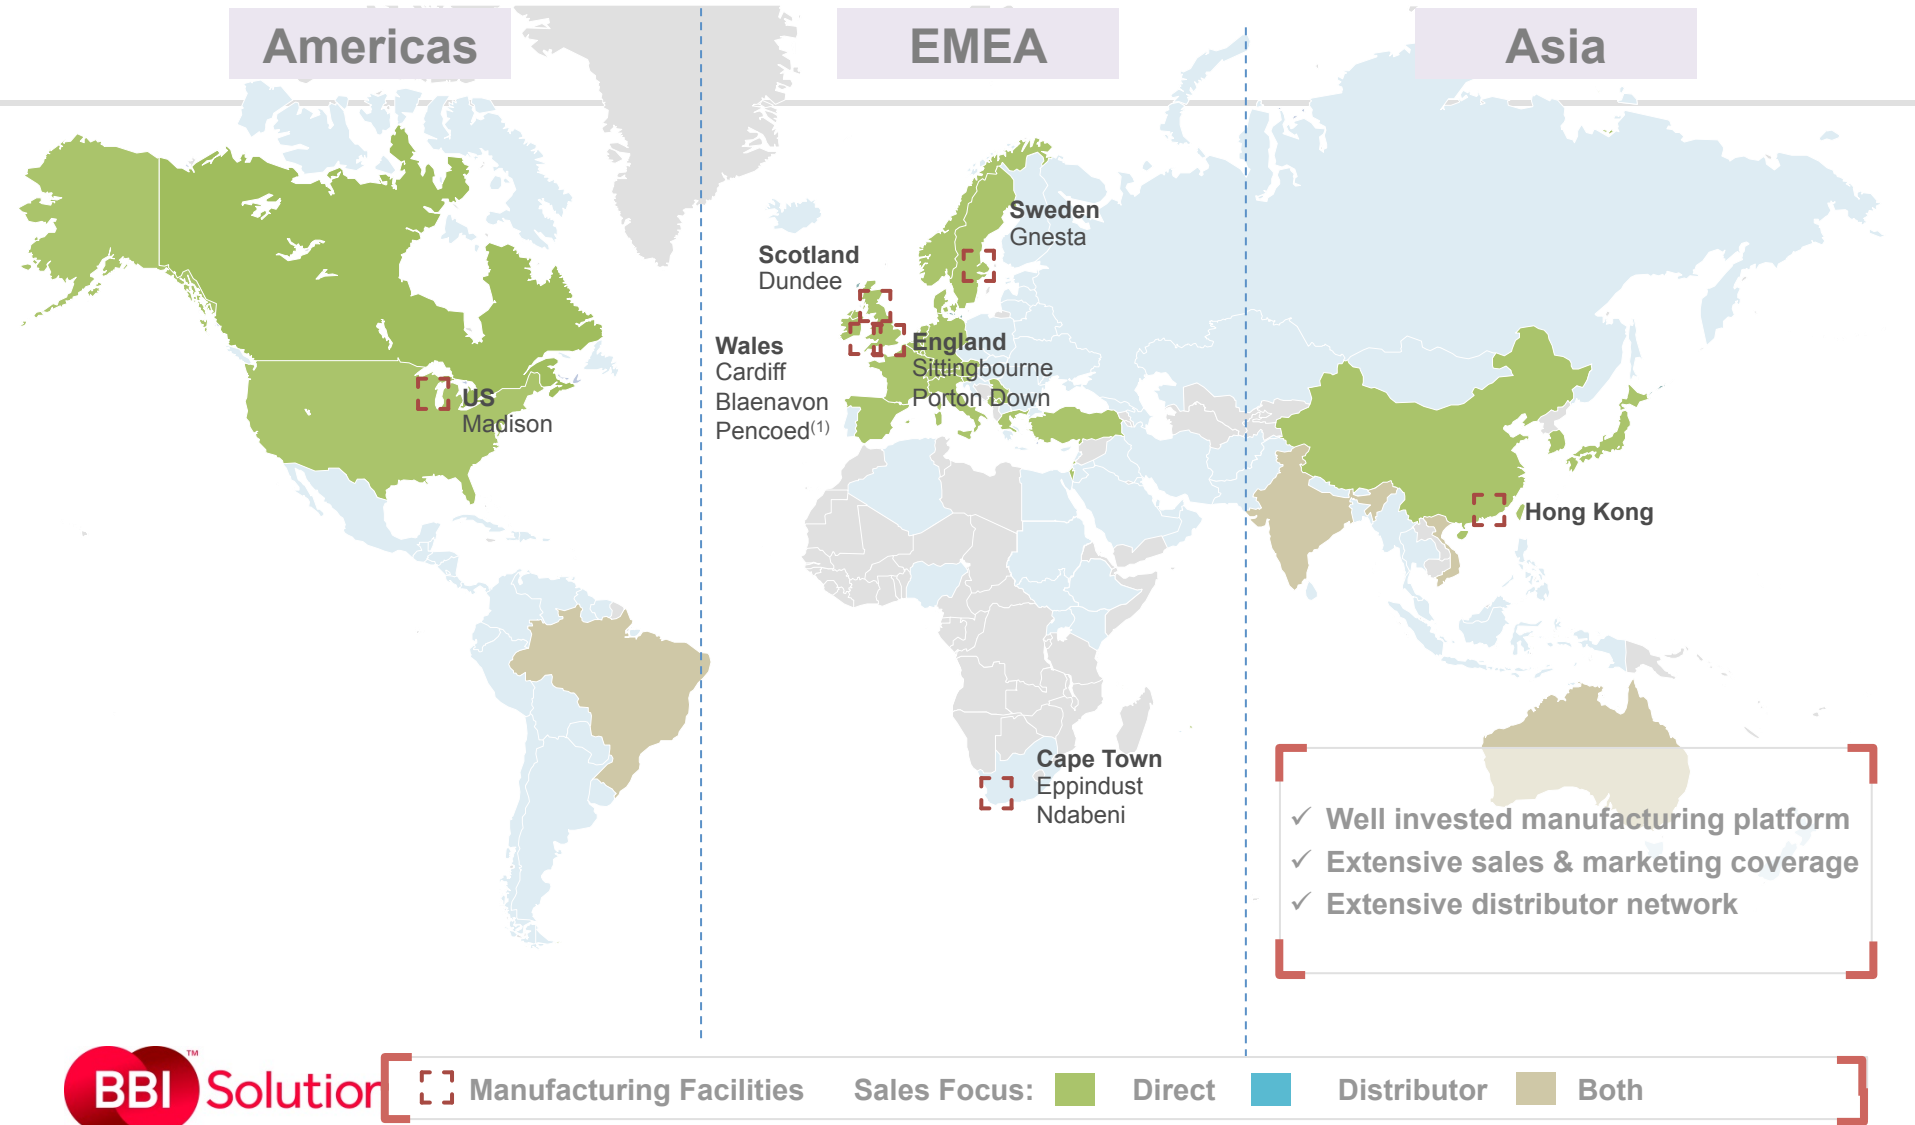 Americas
EMEA
Asia
Sweden
Gnesta
Scotland
Dundee
Wales
Cardiff
Blaenavon
Pencoed(1)
England
Sittingbourne
Porton Down
US
Madison
Hong Kong
Cape Town
Eppindust
Ndabeni
✓ Well invested manufacturing platform
✓ Extensive sales & marketing coverage
✓ Extensive distributor network
BBI Solution ™
Manufacturing Facilities Sales Focus: Direct Distributor Both